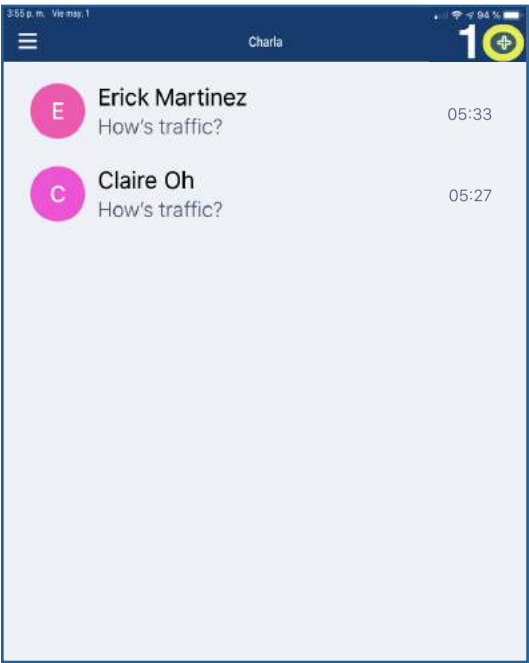 3:55 p. m. Vie may. 1
94 %
Charla
1
E
Erick Martinez
How's traffic?
05:33
C
Claire Oh
How's traffic?
05:27